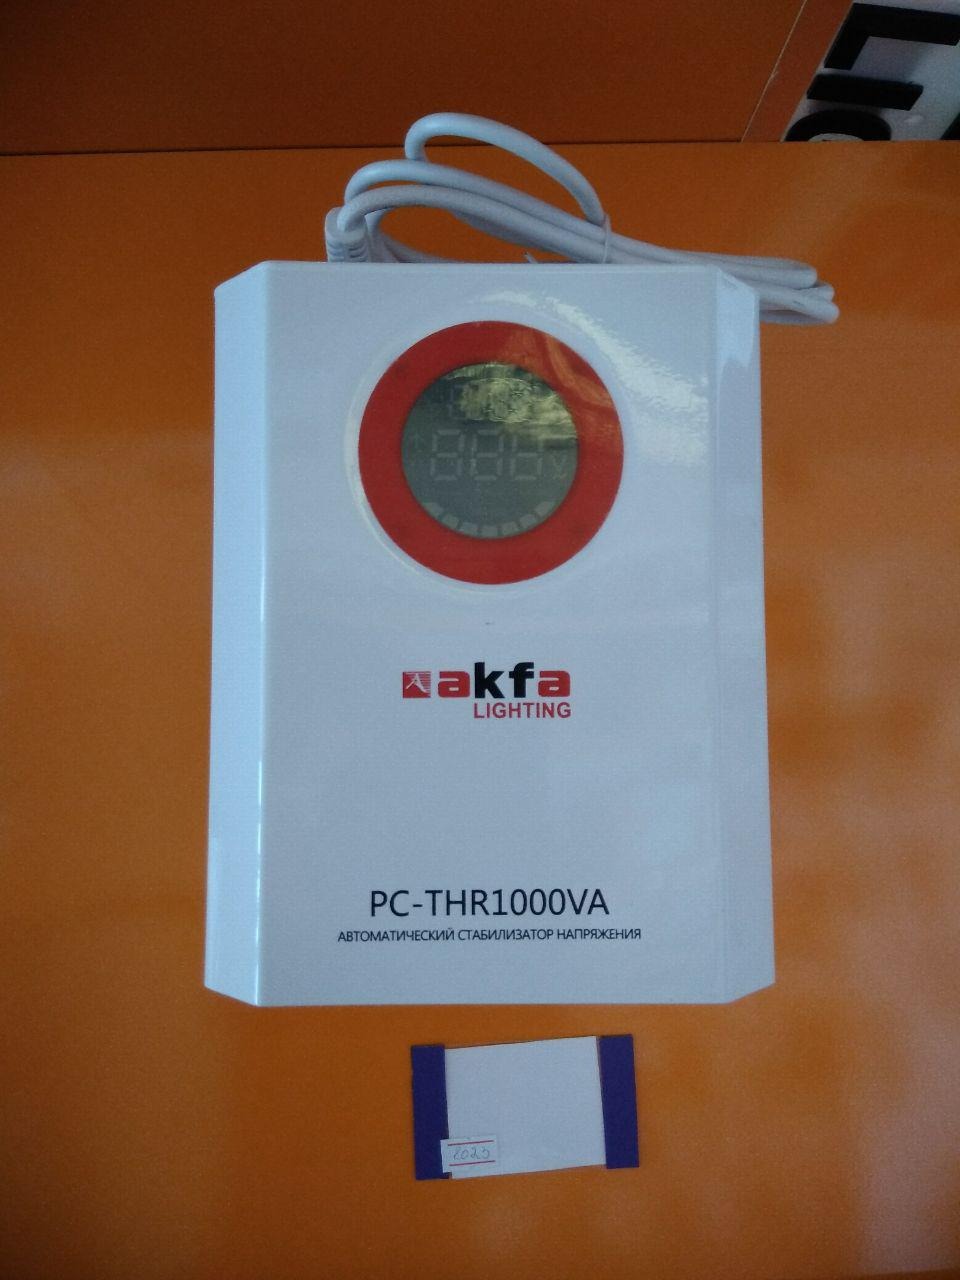 akfa
LIGHTING
PC-THR1000VA
АВТОМАТИЧЕСКИЙ СТАБИЛИЗАТОР НАПРЯЖЕНИЯ